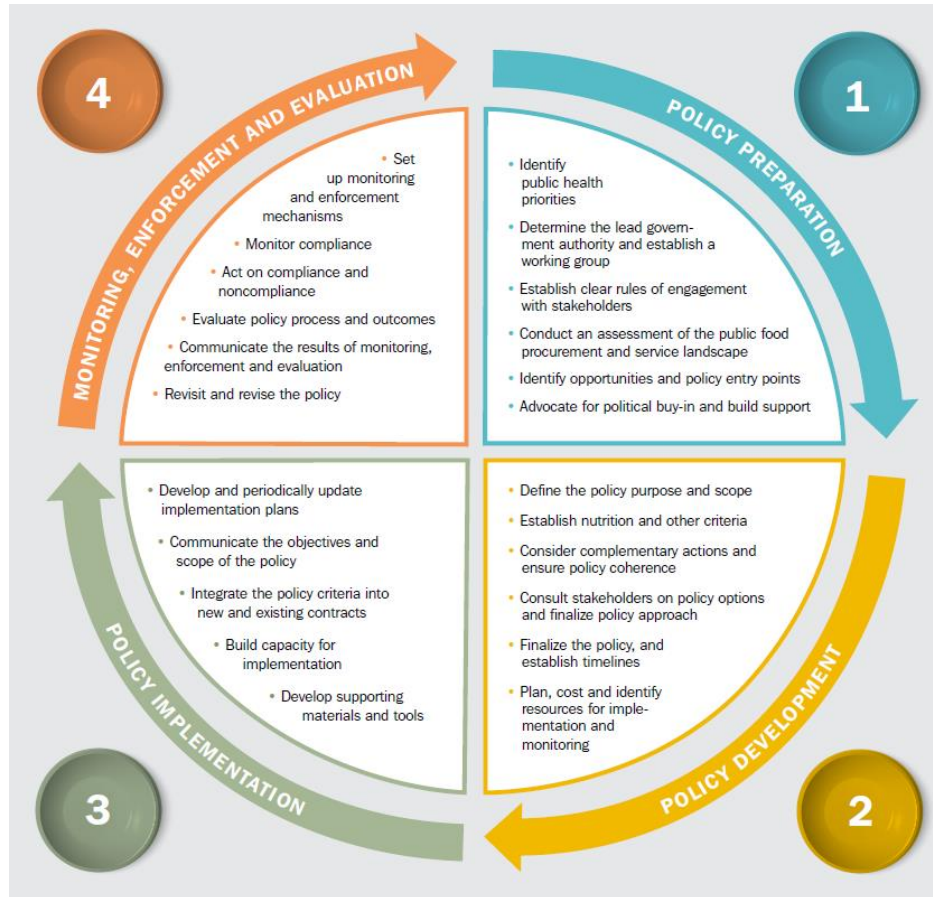 1
POLICY PREPARATION
• Identify
public health
priorities
• Determine the lead govern-
ment authority and establish a
working group
• Establish clear rules of engagement
with stakeholders
• Conduct an assessment of the public food
procurement and service landscape
• Identify opportunities and policy entry points
• Advocate for political buy-in and build support
2
POLICY DEVELOPMENT
• Define the policy purpose and scope
• Establish nutrition and other criteria
• Consider complementary actions and
ensure policy coherence
• Consult stakeholders on policy options
and finalize policy approach
• Finalize the policy, and
establish timelines
• Plan, cost and identify
resources for imple-
mentation and
monitoring
3
POLICY IMPLEMENTATION
• Develop and periodically update
implementation plans
• Communicate the objectives and
scope of the policy
• Integrate the policy criteria into
new and existing contracts
• Build capacity for
implementation
• Develop supporting
materials and tools
4
MONITORING, ENFORCEMENT AND EVALUATION
• Set
up monitoring
and enforcement
mechanisms
• Monitor compliance
• Act on compliance and
noncompliance
• Evaluate policy process and outcomes
• Communicate the results of monitoring,
enforcement and evaluation
• Revisit and revise the policy